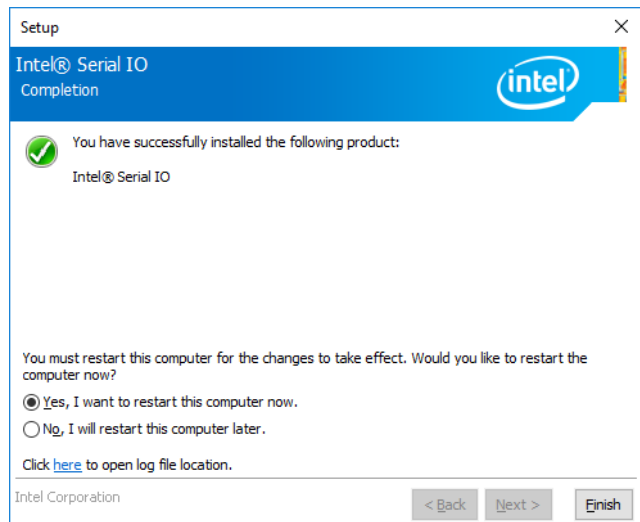 Setup
Intel® Serial IO
Completion
intel
You have successfully installed the following product:
Intel® Serial IO
You must restart this computer for the changes to take effect. Would you like to restart the
computer now?
Yes, I want to restart this computer now.
No, I will restart this computer later.
Click here to open log file location.
Intel Corporation
< Back Next > Finish